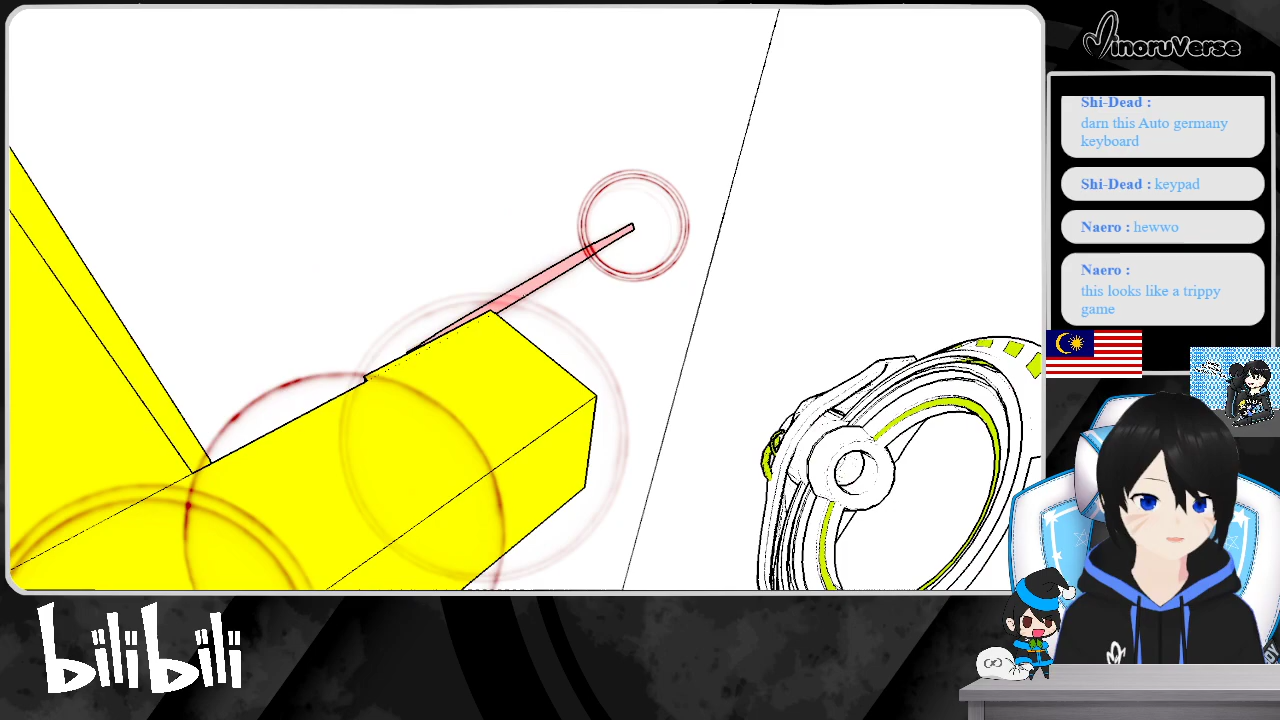 inoruVerse
Shi-Dead :
darn this Auto germany
keyboard
Shi-Dead : keypad
Naero : hewwo
Naero :
this looks like a trippy
game
bilibili